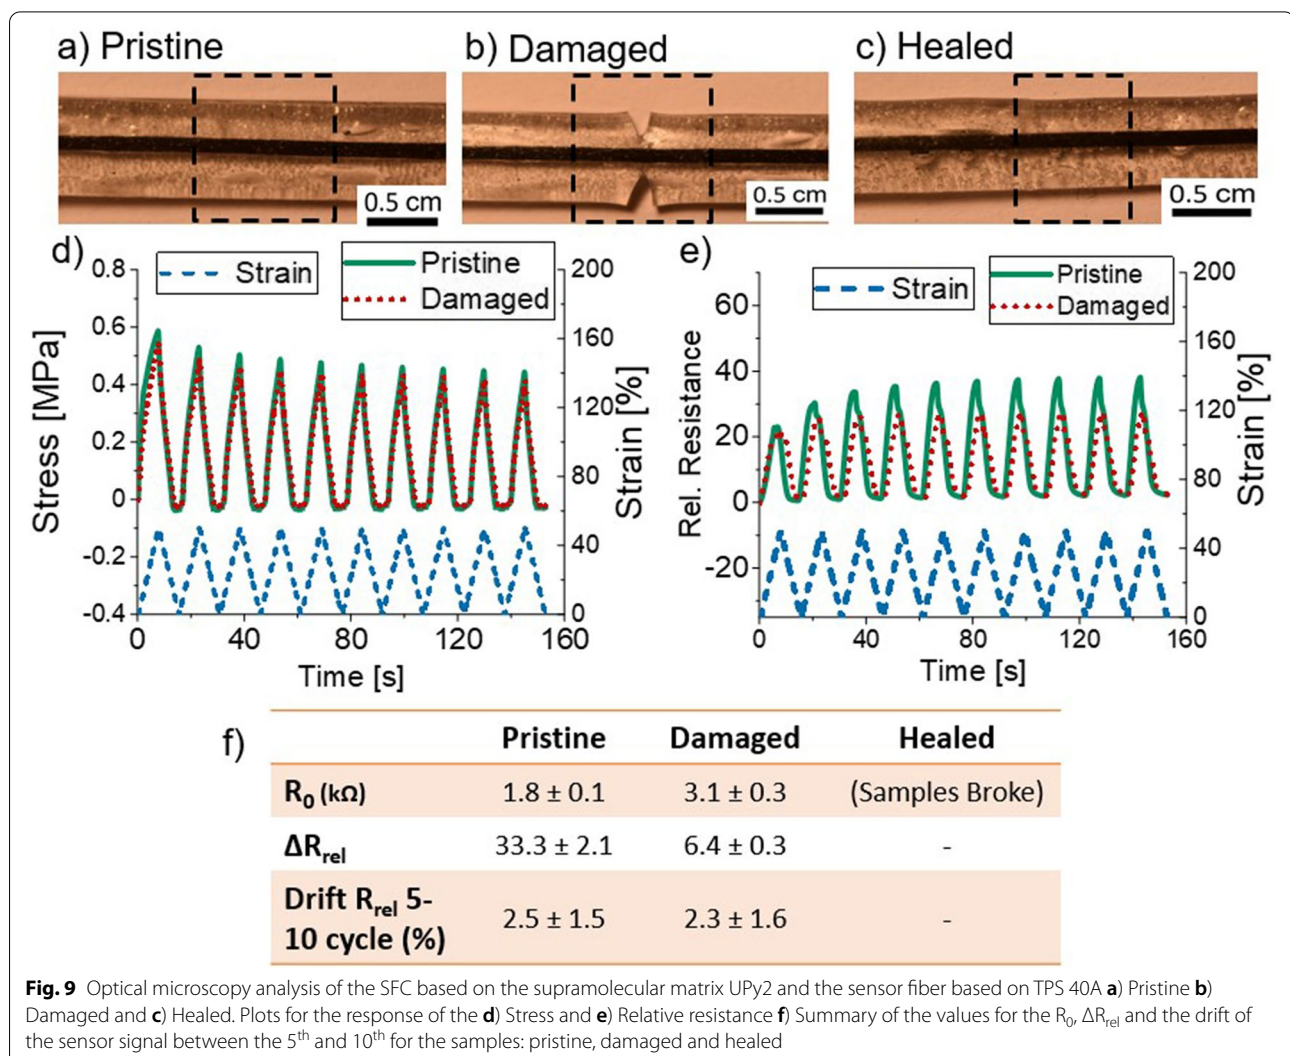 a) Pristine
b) Damaged
c) Healed
0.5 cm
0.5 cm
0.5 cm
d)
Strain
Pristine
Damaged
Stress [MPa]
0.8
0.6
0.4
0.2
0
-0.2
-0.4
200
160
120
80
40
0
Strain [%]
0 40 80 120 160
Time [s]
e)
Strain
Pristine
Damaged
Rel. Resistance
60
40
20
0
-20
200
160
120
80
40
0
Strain [%]
0 40 80 120 160
Time [s]
f)
Pristine Damaged Healed
R0 (kΩ) 1.8 ± 0.1 3.1 ± 0.3 (Samples Broke)
ΔRrel 33.3 ± 2.1 6.4 ± 0.3 -
Drift Rrel 5-
10 cycle (%) 2.5 ± 1.5 2.3 ± 1.6 -
Fig. 9 Optical microscopy analysis of the SFC based on the supramolecular matrix UPy2 and the sensor fiber based on TPS 40A a) Pristine b)
Damaged and c) Healed. Plots for the response of the d) Stress and e) Relative resistance f) Summary of the values for the R0, ΔRrel and the drift of
the sensor signal between the 5th and 10th for the samples: pristine, damaged and healed